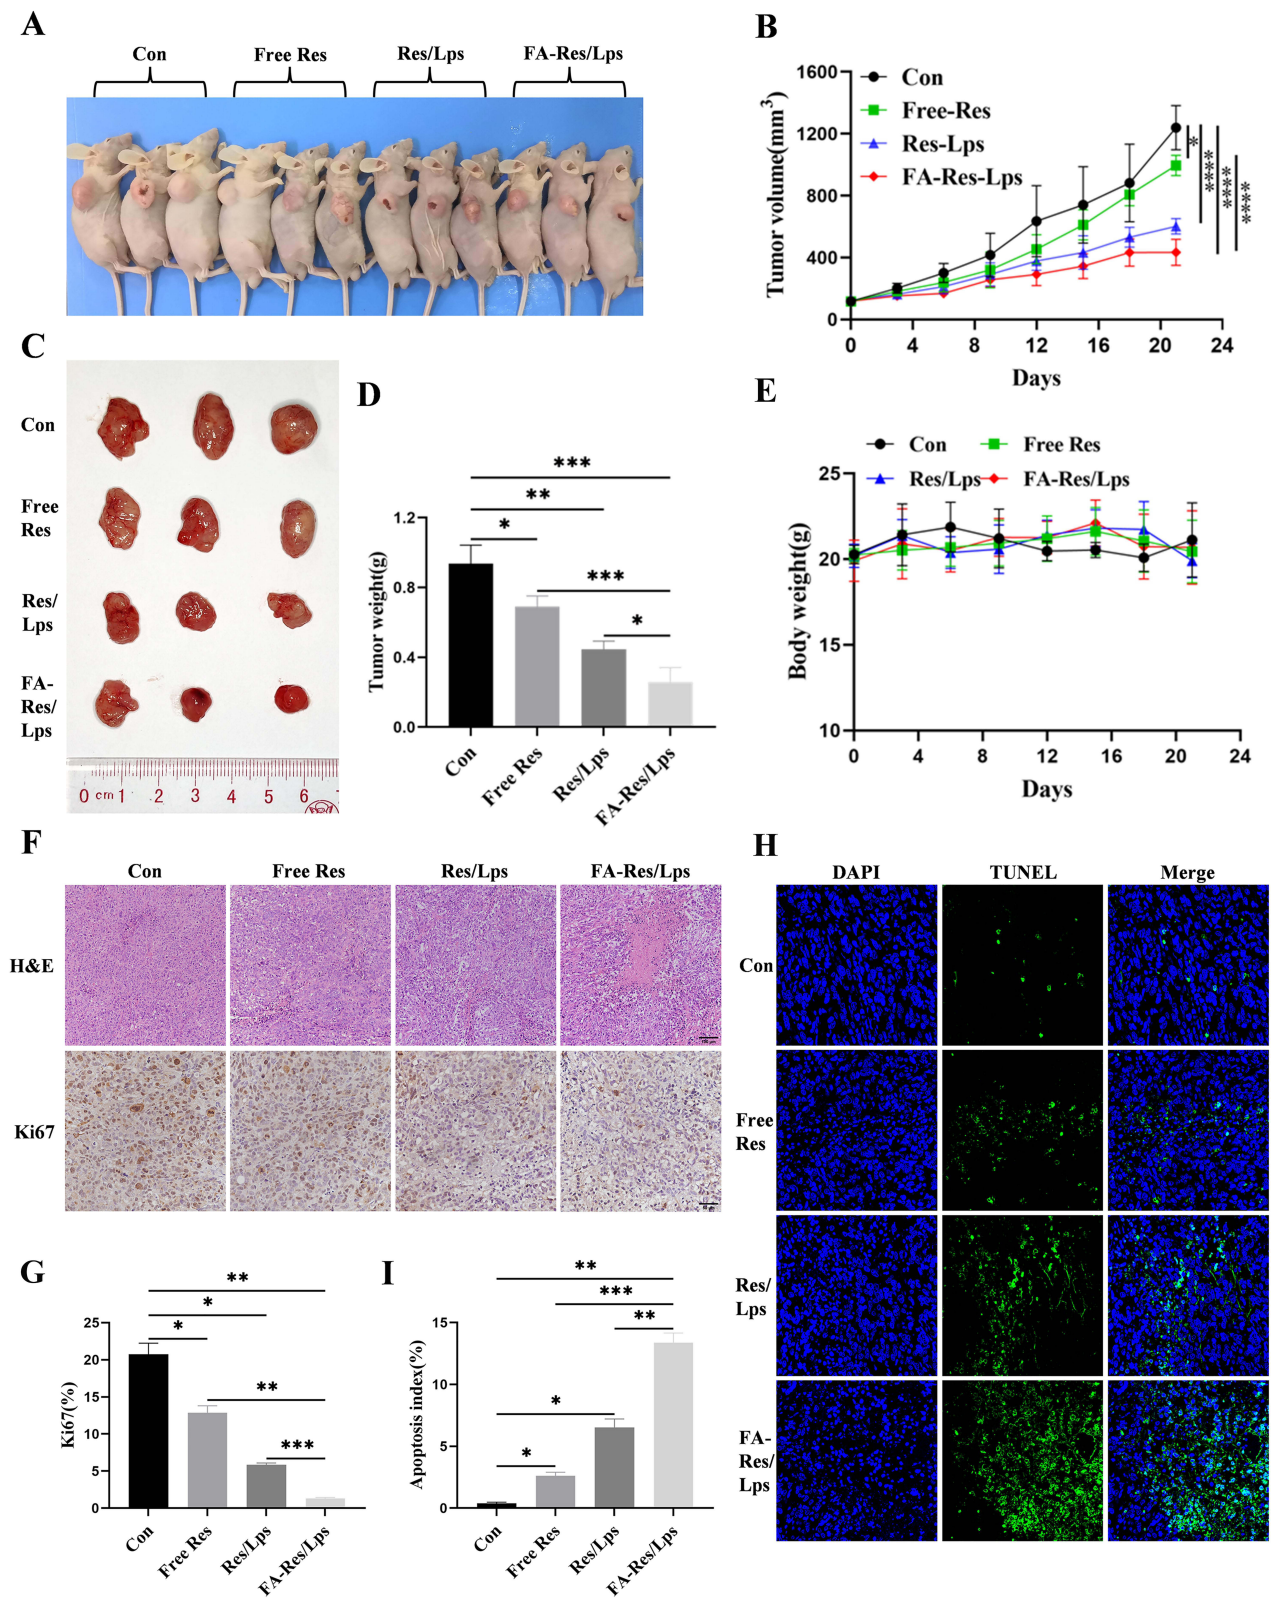 A
Con
Free Res
Res/Lps
FA-Res/Lps
B
Con
Free-Res
Res-Lps
FA-Res-Lps
Tumor volume(mm3)
1600
1200
800
400
0
0 4 8 12 16 20 24
Days
*
****
****
****
C
Con
Free
Res
Res/
Lps
FA-
Res/
Lps
0 cm 1 2 3 4 5 6
D
***
**
*
***
*
Tumor weight(g)
1.2
0.8
0.4
0.0
Con
Free Res
Res/Lps
FA-Res/Lps
E
Con
Free Res
Res/Lps
FA-Res/Lps
Body weight(g)
25
20
15
10
0 4 8 12 16 20 24
Days
F
Con
Free Res
Res/Lps
FA-Res/Lps
H&E
Ki67
G
**
*
*
**
***
Ki67(%)
25
20
15
10
5
0
Con
Free Res
Res/Lps
FA-Res/Lps
I
**
***
**
*
*
Apoptosis index(%)
15
10
5
0
Con
Free Res
Res/Lps
FA-Res/Lps
H
DAPI
TUNEL
Merge
Con
Free
Res
Res/
Lps
FA-
Res/
Lps